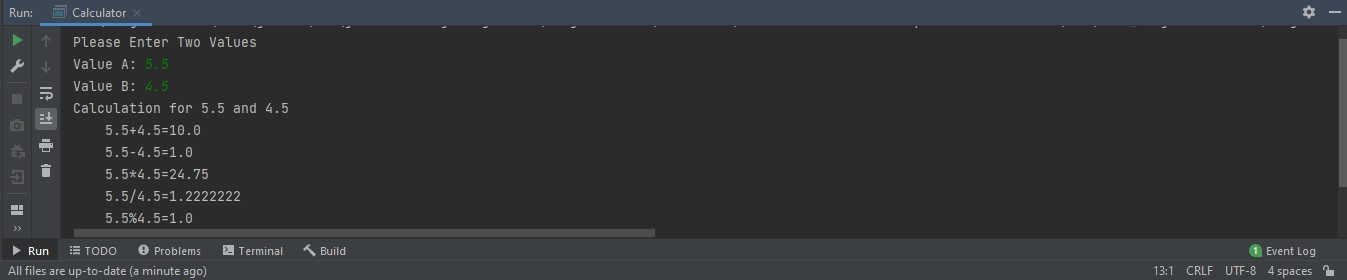 Run: Calculator
Please Enter Two Values
Value A: 5.5
Value B: 4.5
Calculation for 5.5 and 4.5
5.5+4.5=10.0
5.5-4.5=1.0
5.5*4.5=24.75
5.5/4.5=1.2222222
5.5%4.5=1.0
Run TODO Problems Terminal Build 1 Event Log
All files are up-to-date (a minute ago) 13:1 CRLF UTF-8 4 spaces